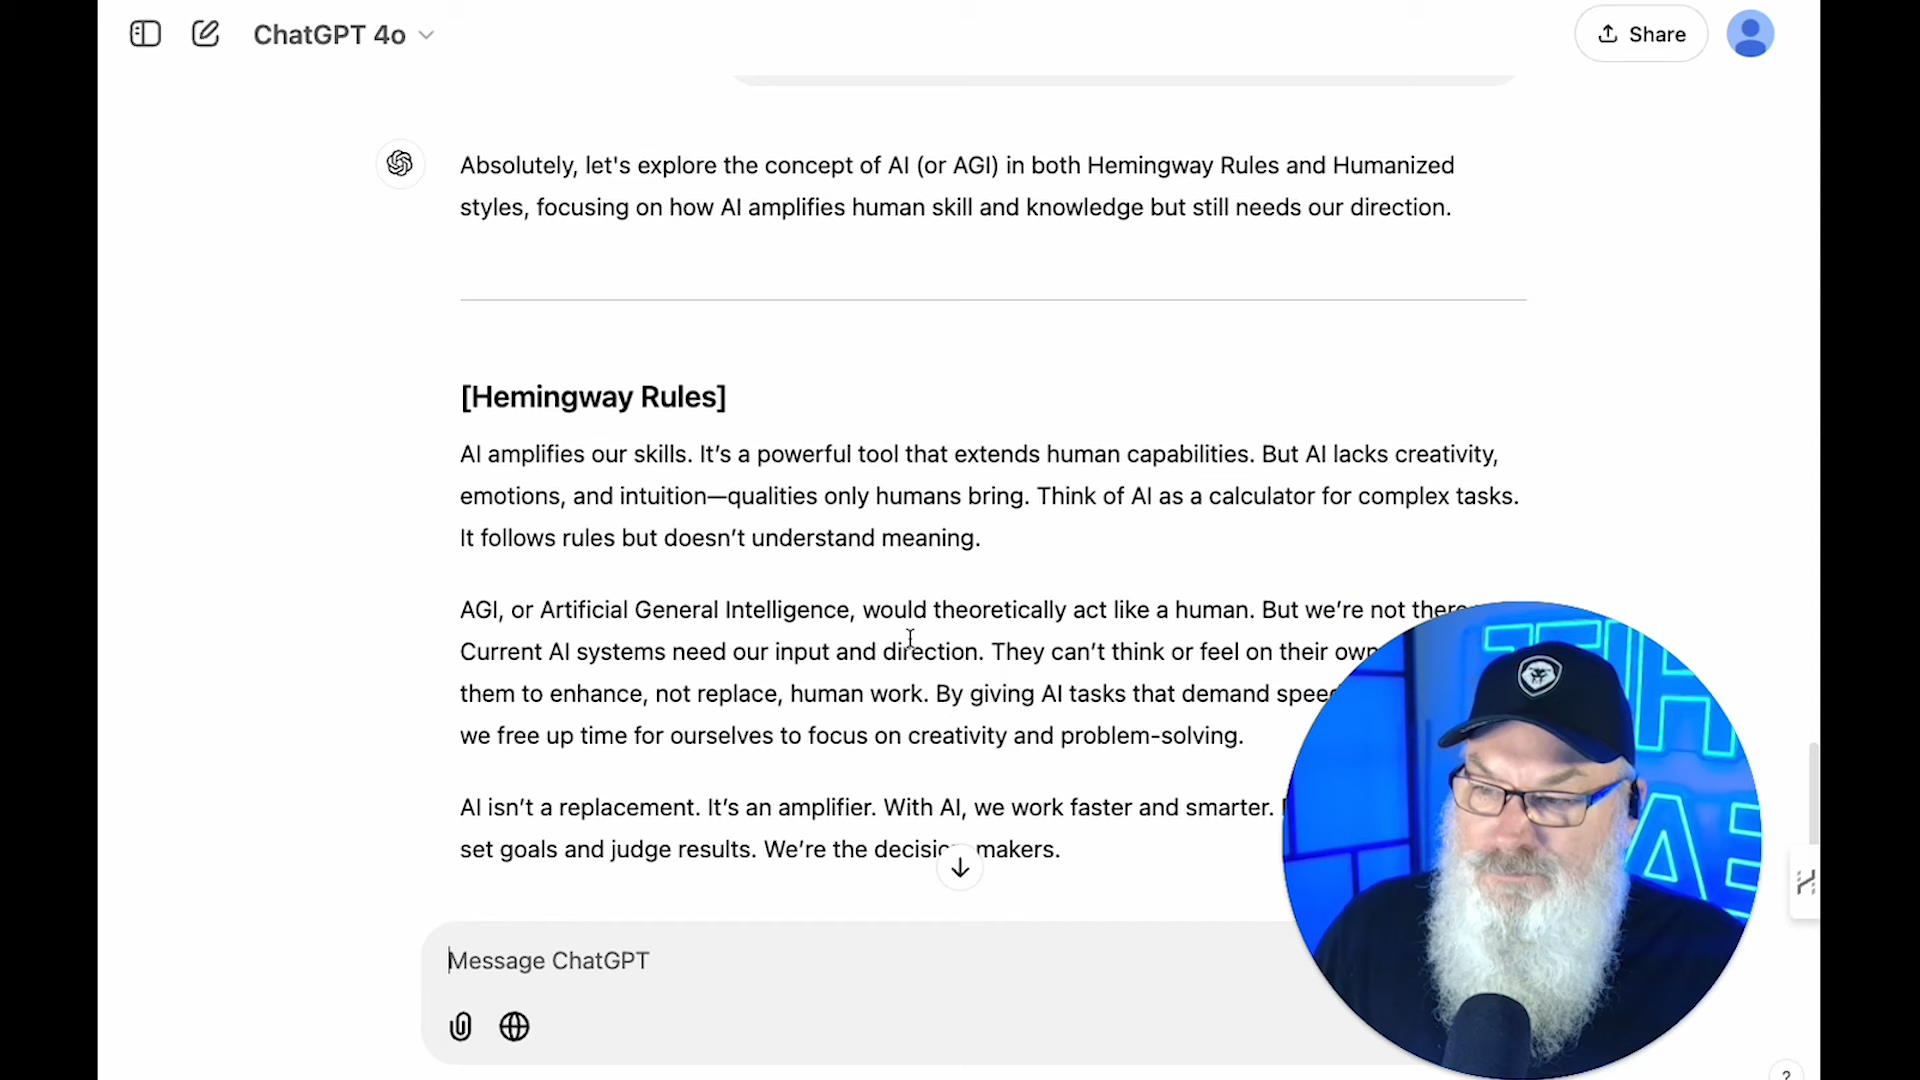 ChatGPT 4o
Share
Absolutely, let's explore the concept of AI (or AGI) in both Hemingway Rules and Humanized
styles, focusing on how AI amplifies human skill and knowledge but still needs our direction.
[Hemingway Rules]
AI amplifies our skills. It’s a powerful tool that extends human capabilities. But AI lacks creativity,
emotions, and intuition—qualities only humans bring. Think of AI as a calculator for complex tasks.
It follows rules but doesn’t understand meaning.
AGI, or Artificial General Intelligence, would theoretically act like a human. But we’re not there
Current AI systems need our input and direction. They can’t think or feel on their own
them to enhance, not replace, human work. By giving AI tasks that demand speed
we free up time for ourselves to focus on creativity and problem-solving.
AI isn’t a replacement. It’s an amplifier. With AI, we work faster and smarter.
set goals and judge results. We’re the decision-makers.
Message ChatGPT
?